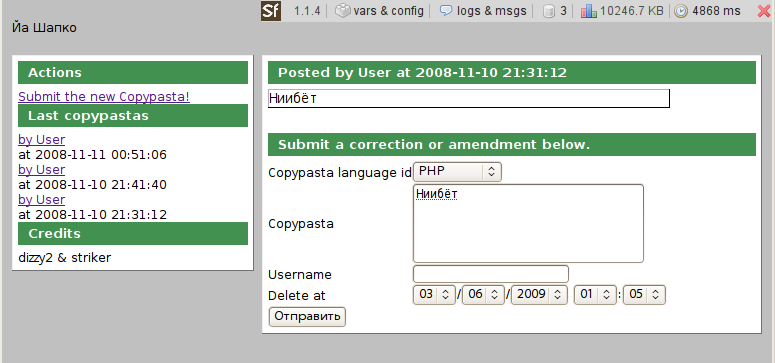 Sf 1.1.4 vars & config logs & msgs 3 10246.7 KB 4868 ms
Йа Шапко
Actions
Submit the new Copypasta!
Last copypastas
by User
at 2008-11-11 00:51:06
by User
at 2008-11-10 21:41:40
by User
at 2008-11-10 21:31:12
Credits
dizzy2 & striker
Posted by User at 2008-11-10 21:31:12
Ниибёт
Submit a correction or amendment below.
Copypasta language id PHP
Copypasta Ниибёт
Username
Delete at 03 / 06 / 2009 01 : 05
Отправить